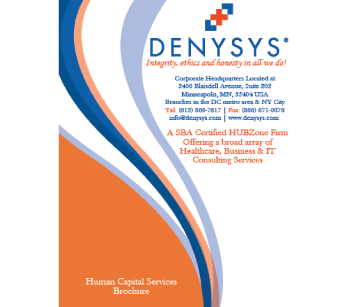 DENYSYS®
Integrity, ethics and honesty in all we do!
Corporate Headquarters Located at
2400 Blaisdell Avenue, Suite 202
Minneapolis, MN, 55404 USA
Branches in the DC metro area & NY City
Tel: (612) 869-7617 | Fax: (866) 671-0076
info@denysys.com | www.denysys.com
A SBA Certified HUBZone Firm
Offering a broad array of
Healthcare, Business & IT
Consulting Services
Human Capital Services
Brochure